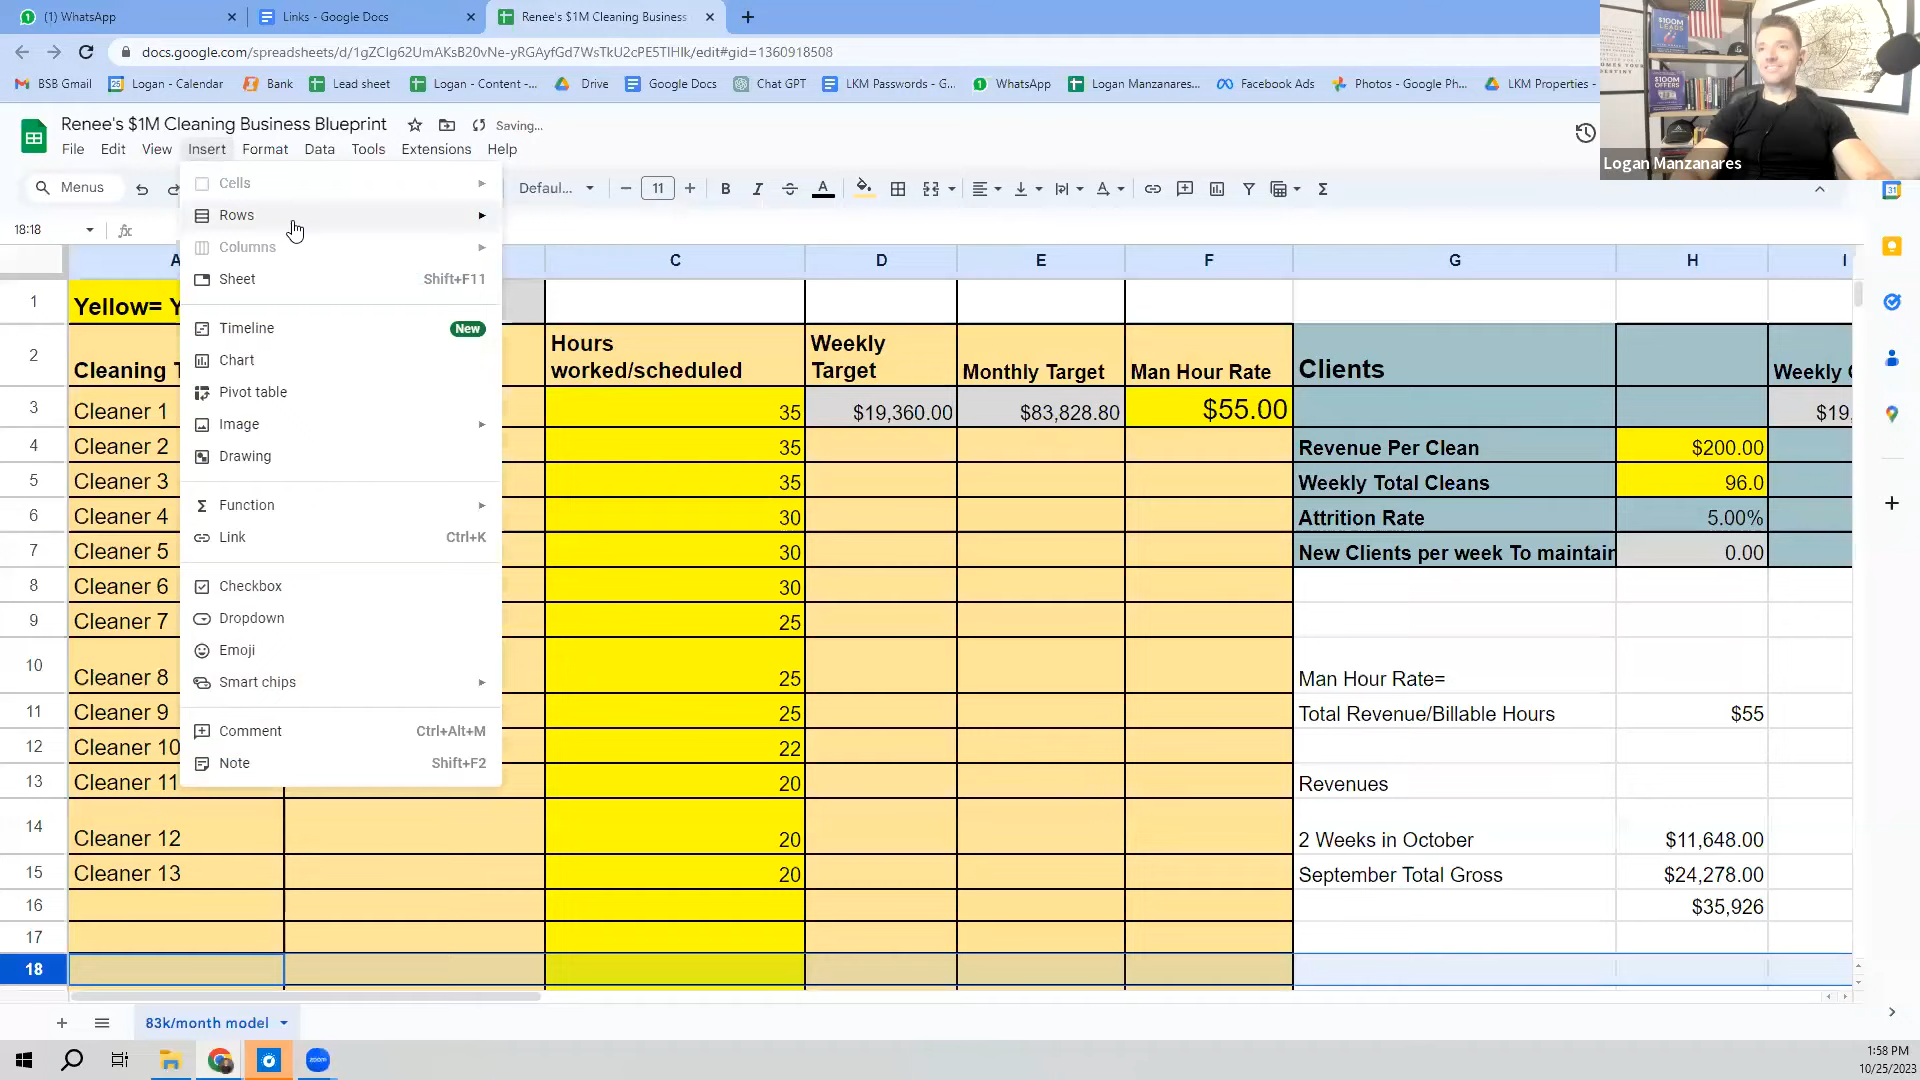 (1) WhatsApp
Links - Google Docs
Renee's $1M Cleaning Business
docs.google.com/spreadsheets/d/1gZClg62UmAKsB20vNe-yRGAyfGd7WsTkU2cPE5TIHIk/edit#gid=1360918508
BSB Gmail
Logan - Calendar
Bank
Lead sheet
Logan - Content -...
Drive
Google Docs
Chat GPT
LKM Passwords - G...
WhatsApp
Logan Manzanares...
Facebook Ads
Photos - Google Ph...
LKM Properties -
$100M
LEADS
$100M
OFFERS
DESTINY
Logan Manzanares
Renee's $1M Cleaning Business Blueprint
Saving...
File Edit View Insert Format Data Tools Extensions Help
Menus
Defaul...
11
B I A
18:18
fx
Cells
Rows
Columns
Sheet Shift+F11
Timeline New
Chart
Pivot table
Image
Drawing
Function
Link Ctrl+K
Checkbox
Dropdown
Emoji
Smart chips
Comment Ctrl+Alt+M
Note Shift+F2
A C D E F G H I
1 Yellow= Y
2 Cleaning T
Hours
worked/scheduled
Weekly
Target
Monthly Target
Man Hour Rate
Clients
Weekly C
3 Cleaner 1 35 $19,360.00 $83,828.80 $55.00 $19,
4 Cleaner 2 35 Revenue Per Clean $200.00
5 Cleaner 3 35 Weekly Total Cleans 96.0
6 Cleaner 4 30 Attrition Rate 5.00%
7 Cleaner 5 30 New Clients per week To maintain 0.00
8 Cleaner 6 30
9 Cleaner 7 25
10 Cleaner 8 25 Man Hour Rate=
11 Cleaner 9 25 Total Revenue/Billable Hours $55
12 Cleaner 10 22
13 Cleaner 11 20 Revenues
14 Cleaner 12 20 2 Weeks in October $11,648.00
15 Cleaner 13 20 September Total Gross $24,278.00
16 $35,926
17
18
83k/month model
zoom
31
1:58 PM
10/25/2023